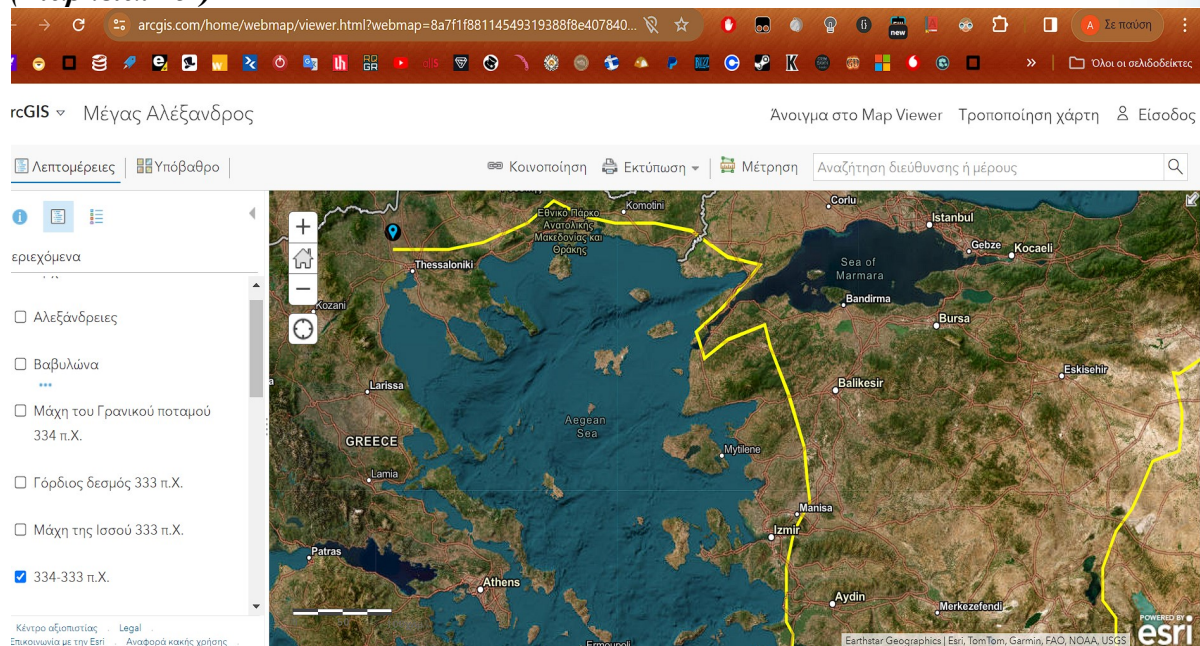 arcgis.com/home/webmap/viewer.html?webmap=8a7f1f88114549319388f8e407840...
Σε παύση
Όλοι οι σελιδοδείκτες
rcGIS Μέγας Αλέξανδρος
Άνοιγμα στο Map Viewer Τροποποίηση χάρτη Είσοδος
Λεπτομέρειες Υπόβαθρο Κοινοποίηση Εκτύπωση Μέτρηση Αναζήτηση διεύθυνσης ή μέρους
εριεχόμενα
Αλεξάνδρειες
Βαβυλώνα
Μάχη του Γρανικού ποταμού
334 π.Χ.
Γόρδιος δεσμός 333 π.Χ.
Μάχη της Ισσού 333 π.Χ.
334-333 π.Χ.
Κέντρο αξιοπιστίας Legal
Επικοινωνία με την Esri Αναφορά κακής χρήσης
Komotini
Εθνικό Πάρκο
Ανατολικής
Μακεδονίας και
Θράκης
Corlu
Istanbul
Gebze
Kocaeli
Thessaloniki
Sea of
Marmara
Kozani
Bandirma
Bursa
Eskisehir
Larissa
Balikesir
Aegean
Sea
GREECE
Mytilene
Lamia
Manisa
Izmir
Patras
Athens
Aydin
Merkezefendi
Ermoupoli
Earthstar Geographics | Esri, TomTom, Garmin, FAO, NOAA, USGS
POWERED BY
esri